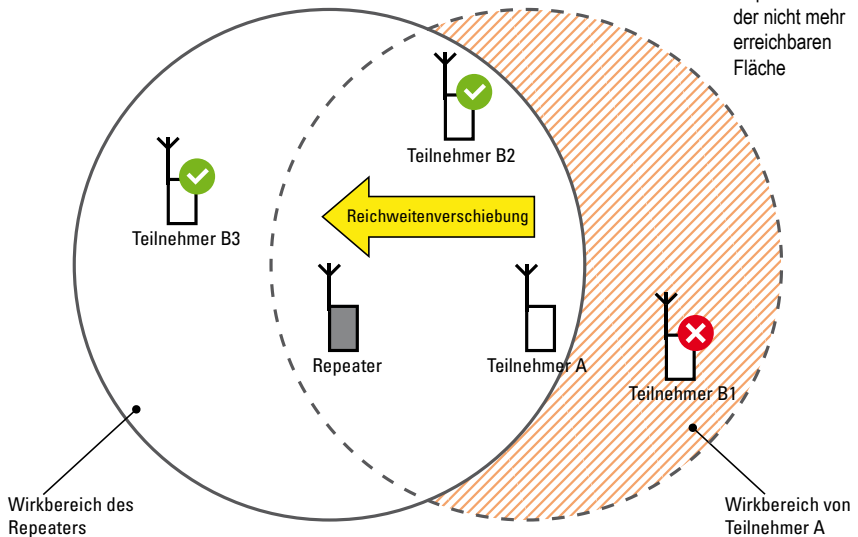 der nicht mehr
erreichbaren
Fläche
Teilnehmer B2
Teilnehmer B3
Reichweitenverschiebung
Repeater
Teilnehmer A
Teilnehmer B1
Wirkbereich des
Repeaters
Wirkbereich von
Teilnehmer A